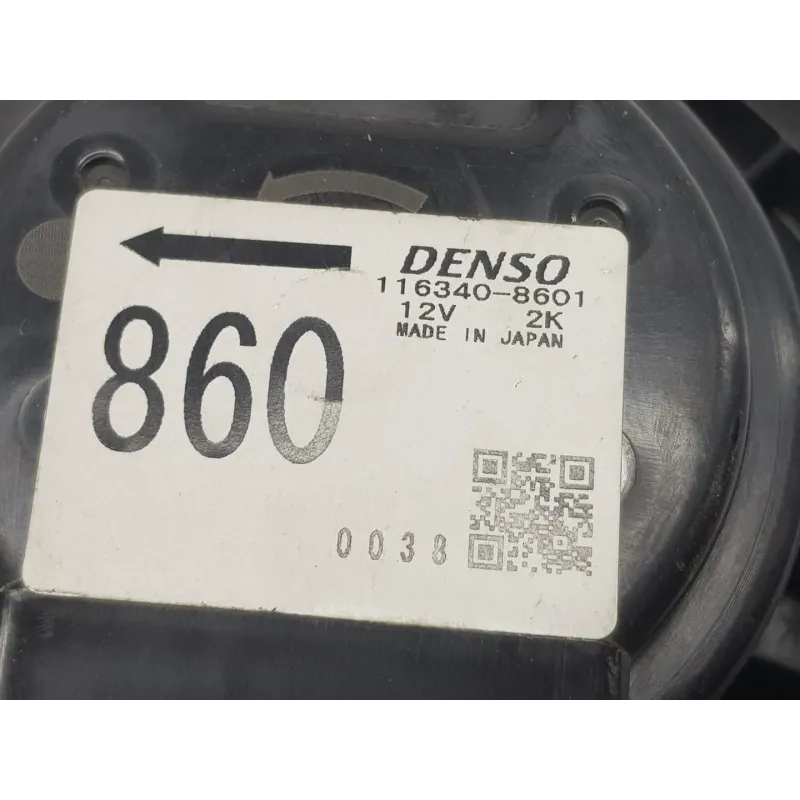 DENSO
116340-8601
12V 2K
MADE IN JAPAN
860
0038